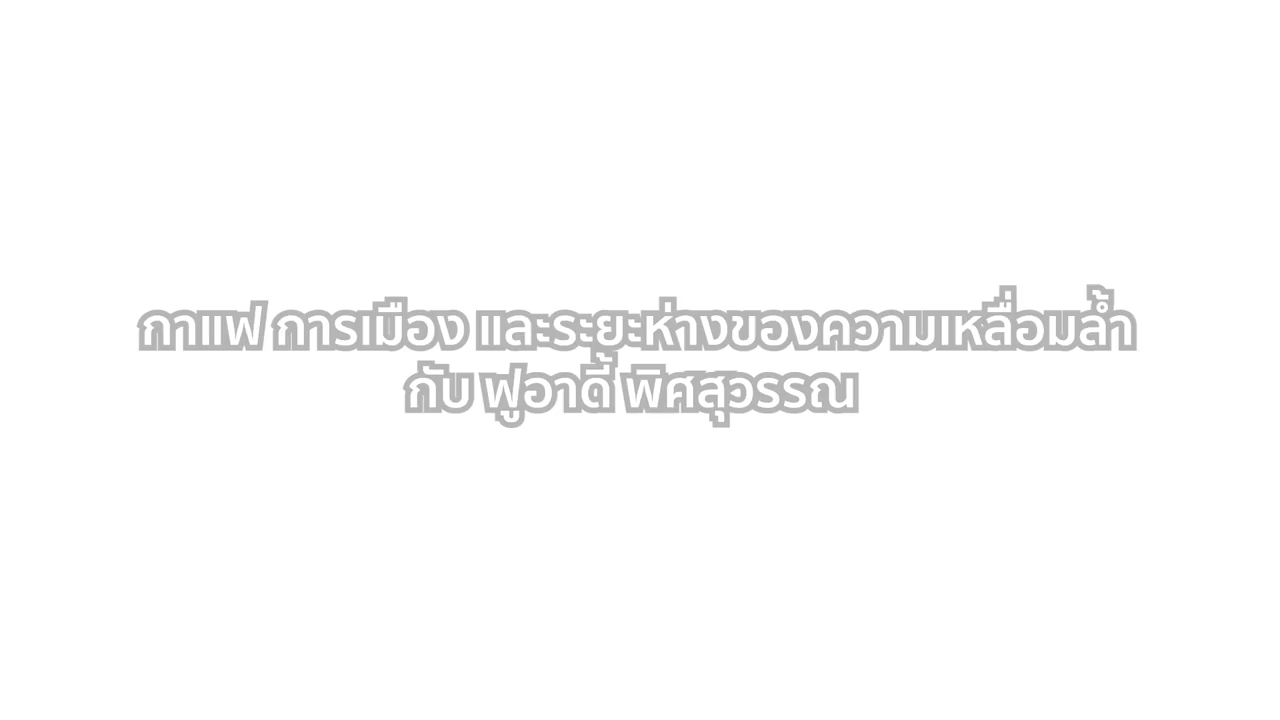 กาแฟ การเมือง และระยะห่างของความเหลื่อมล้ำ
กับ ฟูอาดี้ พิศสุวรรณ